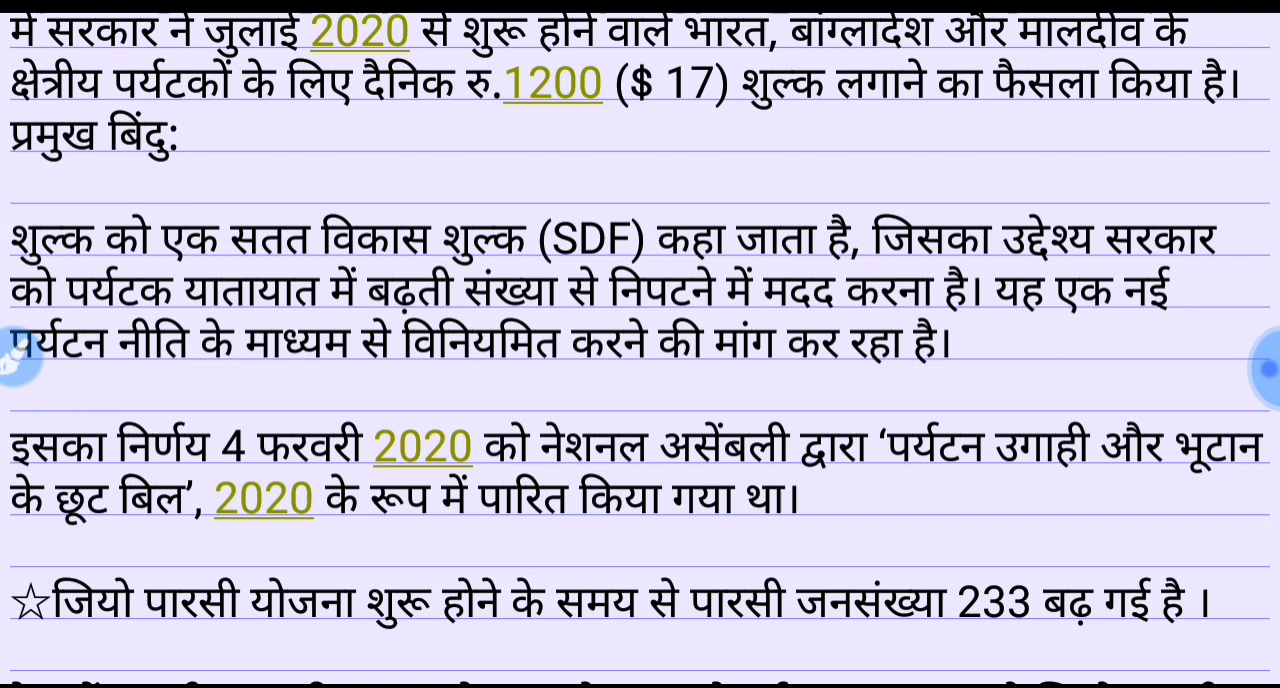 में सरकार ने जुलाई 2020 से शुरू होने वाले भारत, बांग्लादेश और मालदीव के
क्षेत्रीय पर्यटकों के लिए दैनिक रु.1200 ($ 17) शुल्क लगाने का फैसला किया है।
प्रमुख बिंदु:
शुल्क को एक सतत विकास शुल्क (SDF) कहा जाता है, जिसका उद्देश्य सरकार
को पर्यटक यातायात में बढ़ती संख्या से निपटने में मदद करना है। यह एक नई
पर्यटन नीति के माध्यम से विनियमित करने की मांग कर रहा है।
इसका निर्णय 4 फरवरी 2020 को नेशनल असेंबली द्वारा ‘पर्यटन उगाही और भूटान
के छूट बिल’, 2020 के रूप में पारित किया गया था।
☆जियो पारसी योजना शुरू होने के समय से पारसी जनसंख्या 233 बढ़ गई है ।